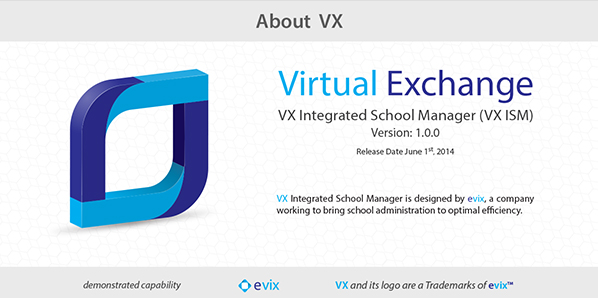 About VX
Virtual Exchange
VX Integrated School Manager (VX ISM)
Version: 1.0.0
Release Date June 1st, 2014
VX Integrated School Manager is designed by evix, a company
working to bring school administration to optimal efficiency.
demonstrated capability
evix
VX and its logo are a Trademarks of evix™